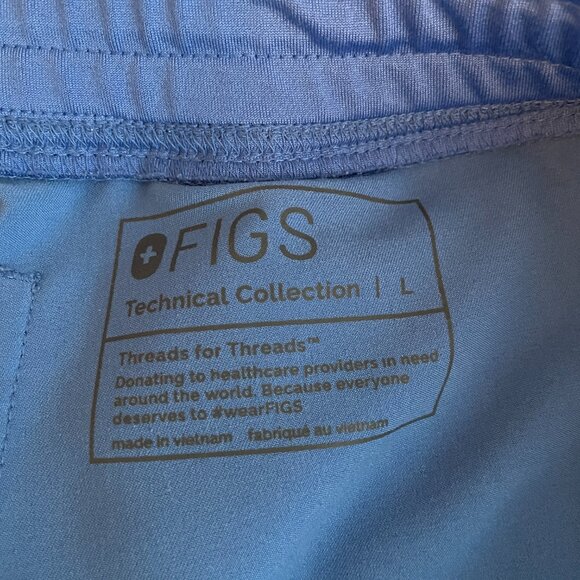 FIGS
Technical Collection | L
Threads for Threads™
Donating to healthcare providers in need
around the world. Because everyone
deserves to #wearFIGS
made in vietnam fabriqué au vietnam